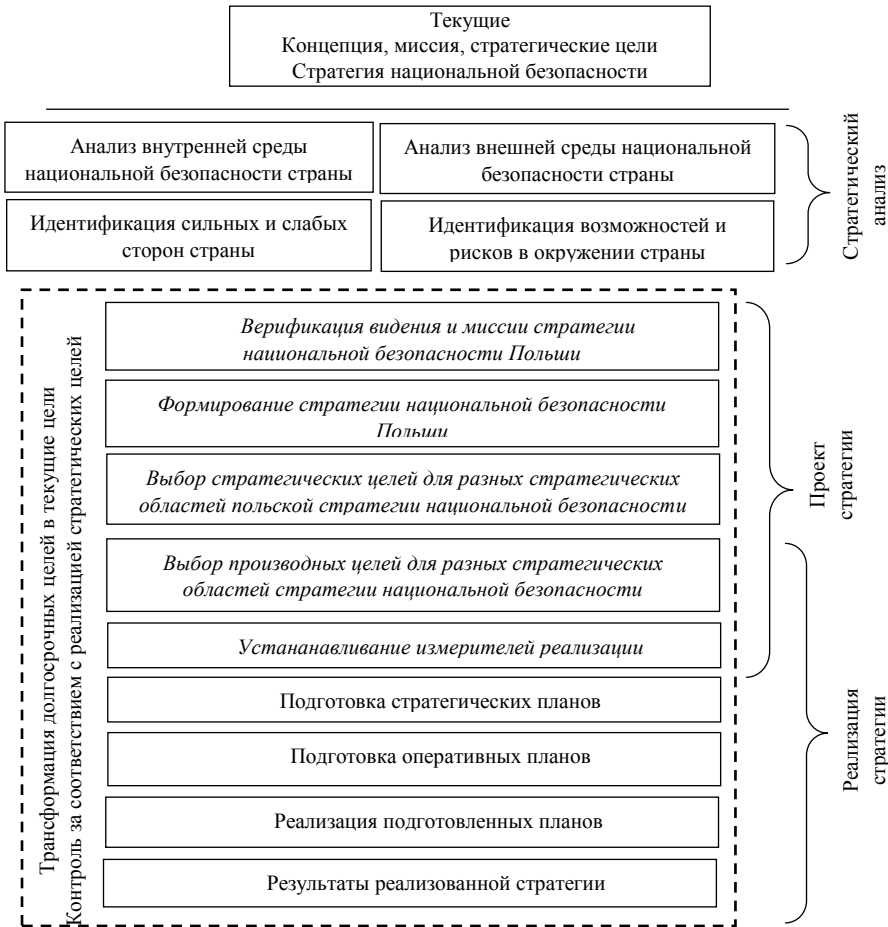 Текущие
Концепция, миссия, стратегические цели
Стратегия национальной безопасности
Анализ внутренней среды
национальной безопасности страны
Анализ внешней среды национальной
безопасности страны
Стратегический
анализ
Идентификация сильных и слабых
сторон страны
Идентификация возможностей и
рисков в окружении страны
Трансформация долгосрочных целей в текущие цели
Контроль за соответствием с реализацией стратегических целей
Верификация видения и миссии стратегии
национальной безопасности Польши
Формирование стратегии национальной безопасности
Польши
Выбор стратегических целей для разных стратегических
областей польской стратегии национальной безопасности
Проект
стратегии
Выбор производных целей для разных стратегических
областей стратегии национальной безопасности
Устананавливание измерителей реализации
Подготовка стратегических планов
Подготовка оперативных планов
Реализация
стратегии
Реализация подготовленных планов
Результаты реализованной стратегии